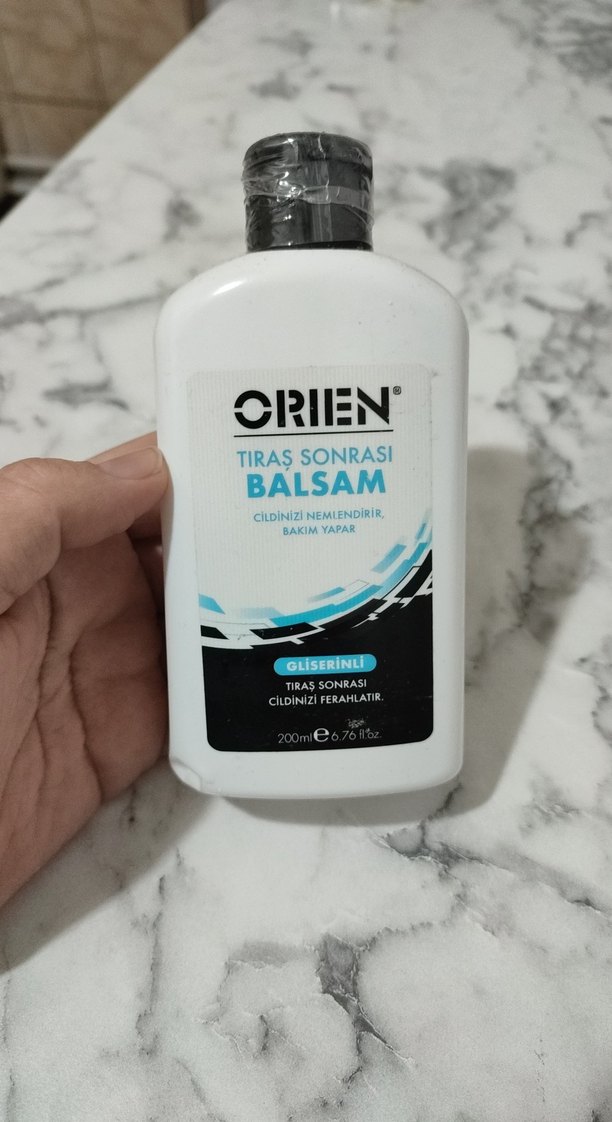 ORIEN®
TIRAŞ SONRASI
BALSAM
CİLDİNİZİ NEMLENDİRİR,
BAKIM YAPAR
GLİSERİNLİ
TIRAŞ SONRASI
CİLDİNİZİ FERAHLATIR.
200ml e 6.76 fl.oz.